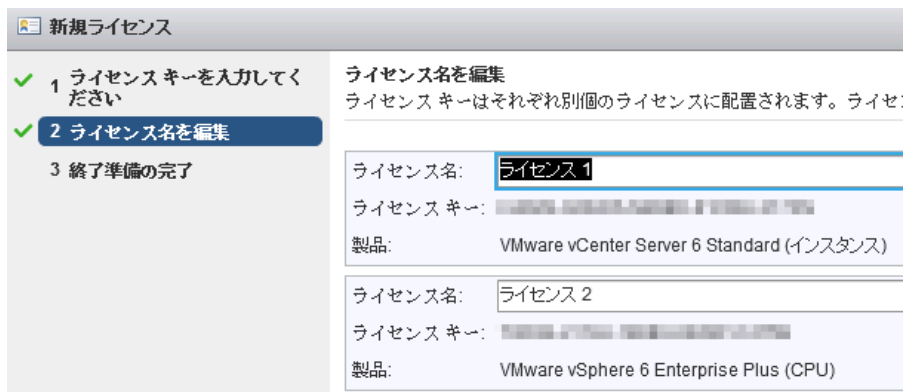 新規ライセンス
1 ライセンス キーを入力してく
ださい
2 ライセンス名を編集
3 終了準備の完了
ライセンス名を編集
ライセンス キーはそれぞれ別個のライセンスに配置されます。ライセ
ライセンス名: ライセンス 1
ライセンス キー:
製品: VMware vCenter Server 6 Standard (インスタンス)
ライセンス名: ライセンス 2
ライセンス キー:
製品: VMware vSphere 6 Enterprise Plus (CPU)